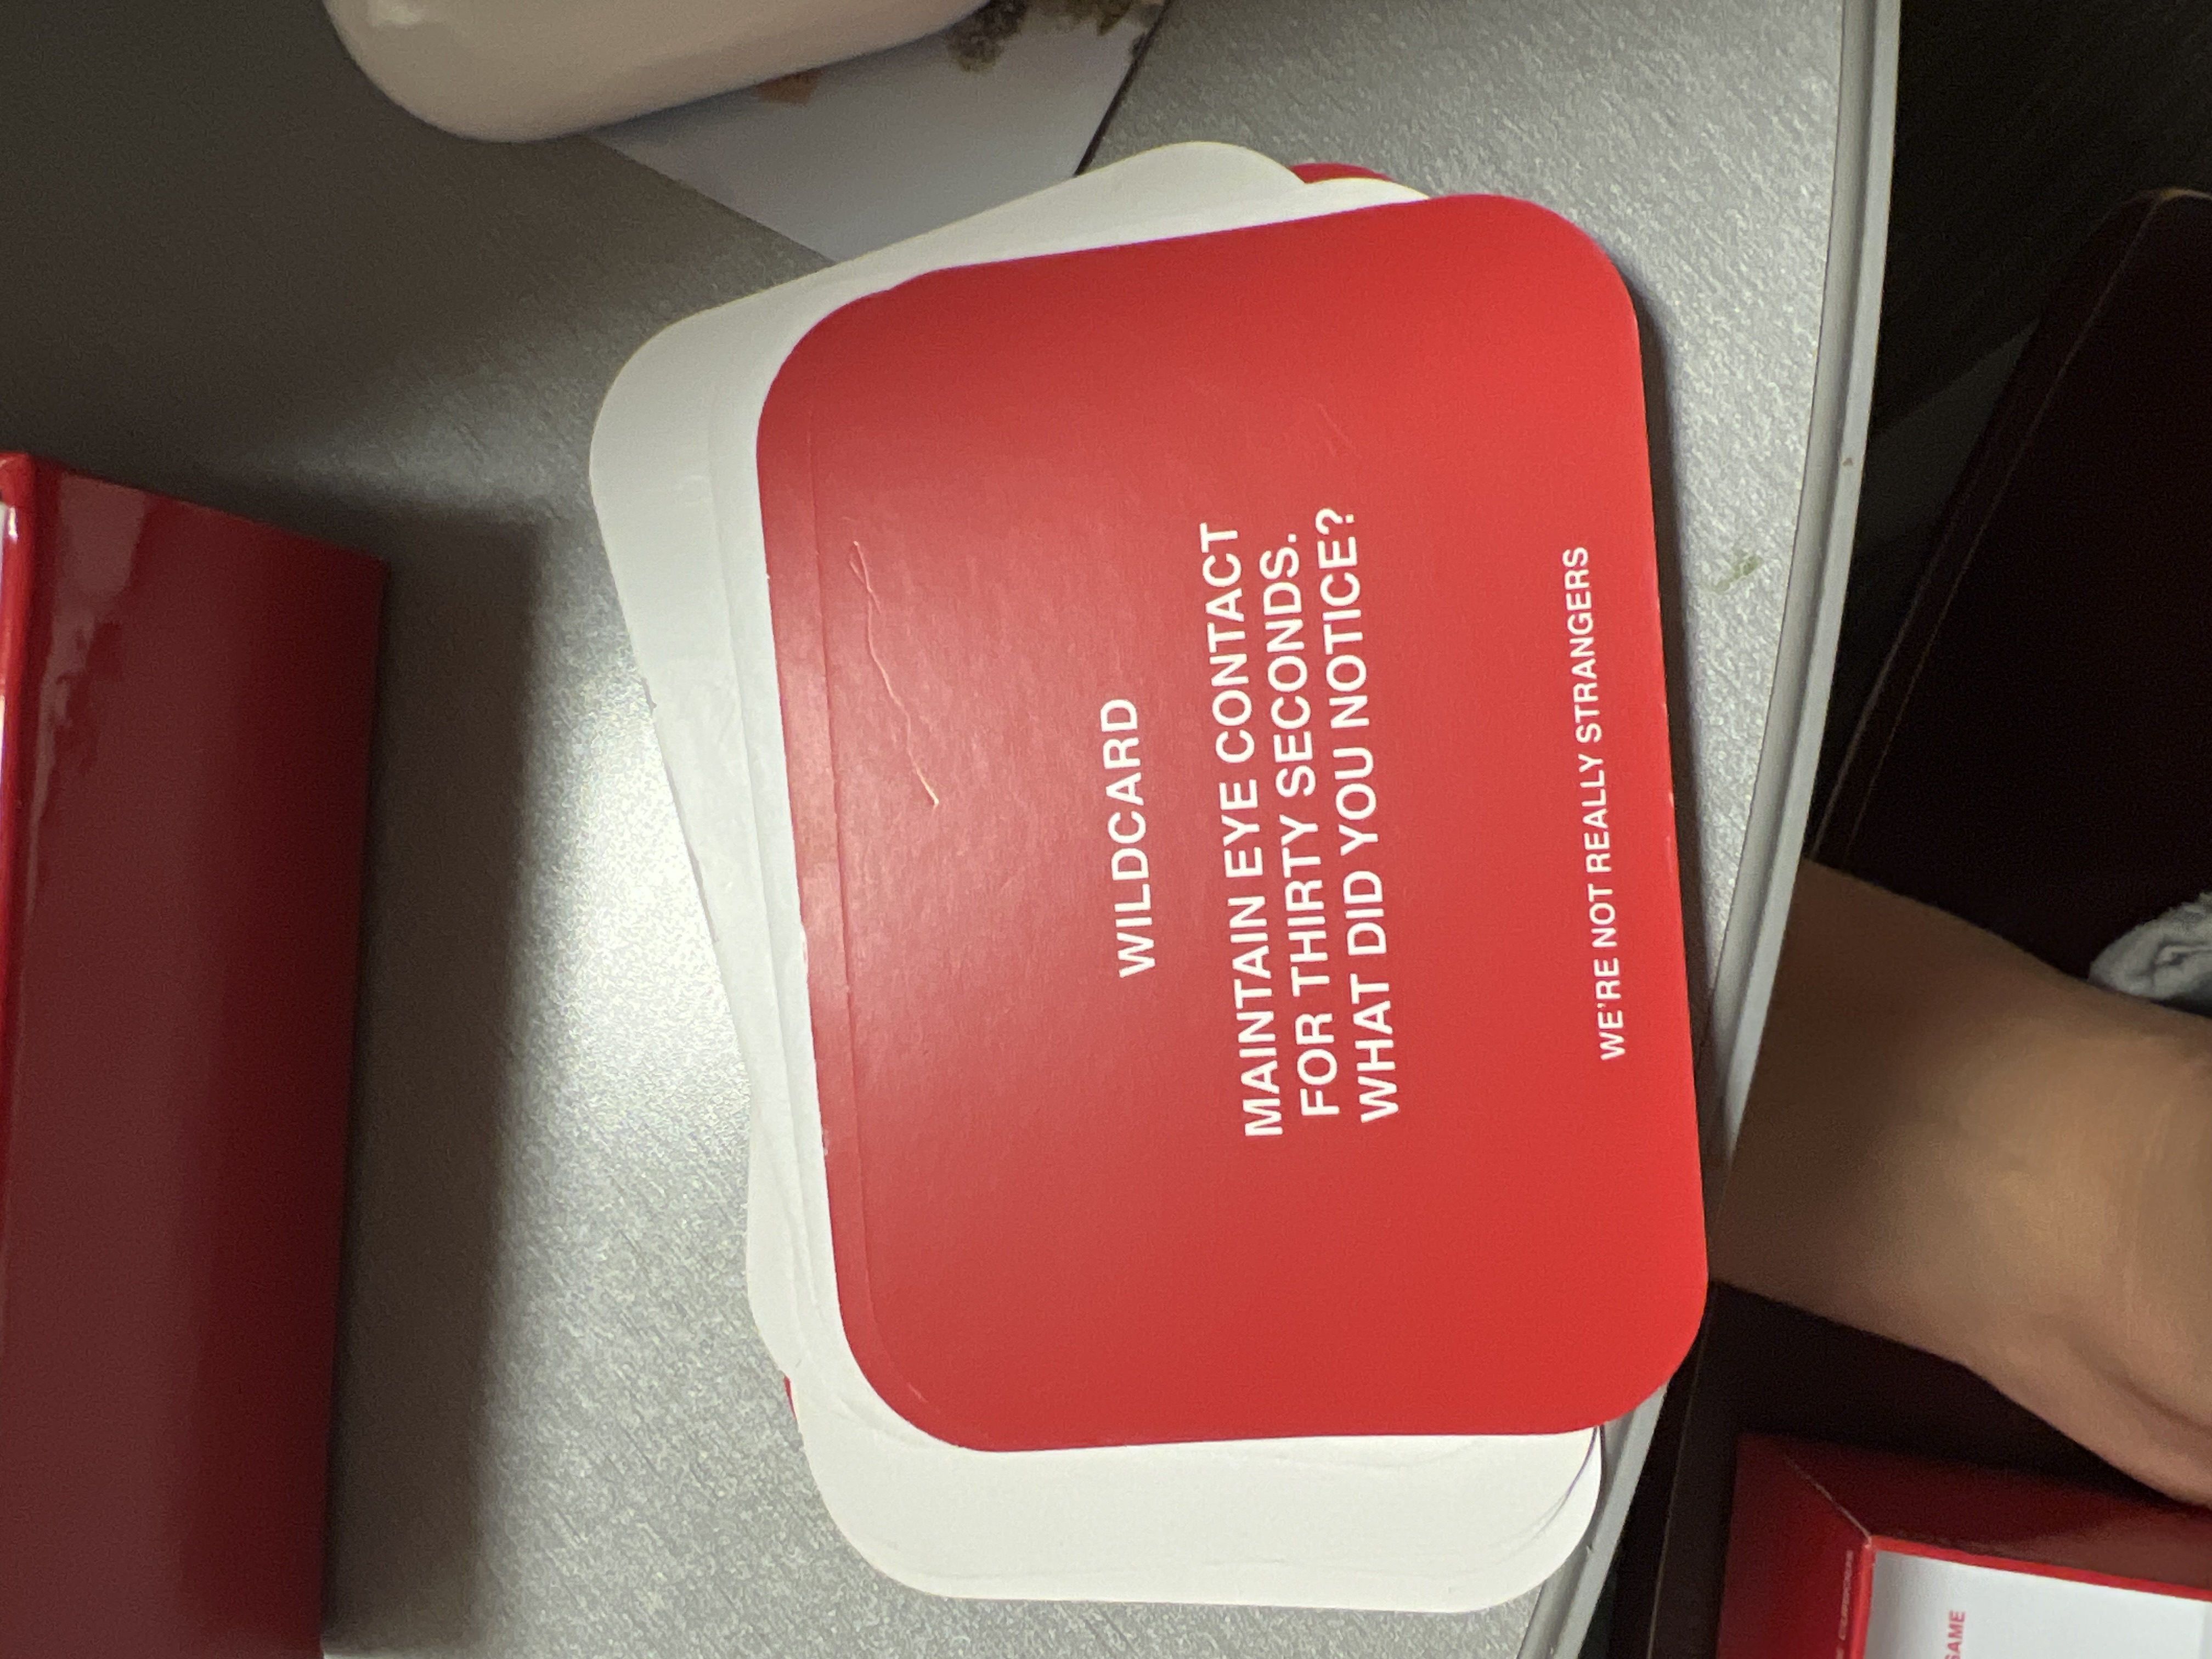 WILDCARD
MAINTAIN EYE CONTACT
FOR THIRTY SECONDS.
WHAT DID YOU NOTICE?
WE'RE NOT REALLY STRANGERS